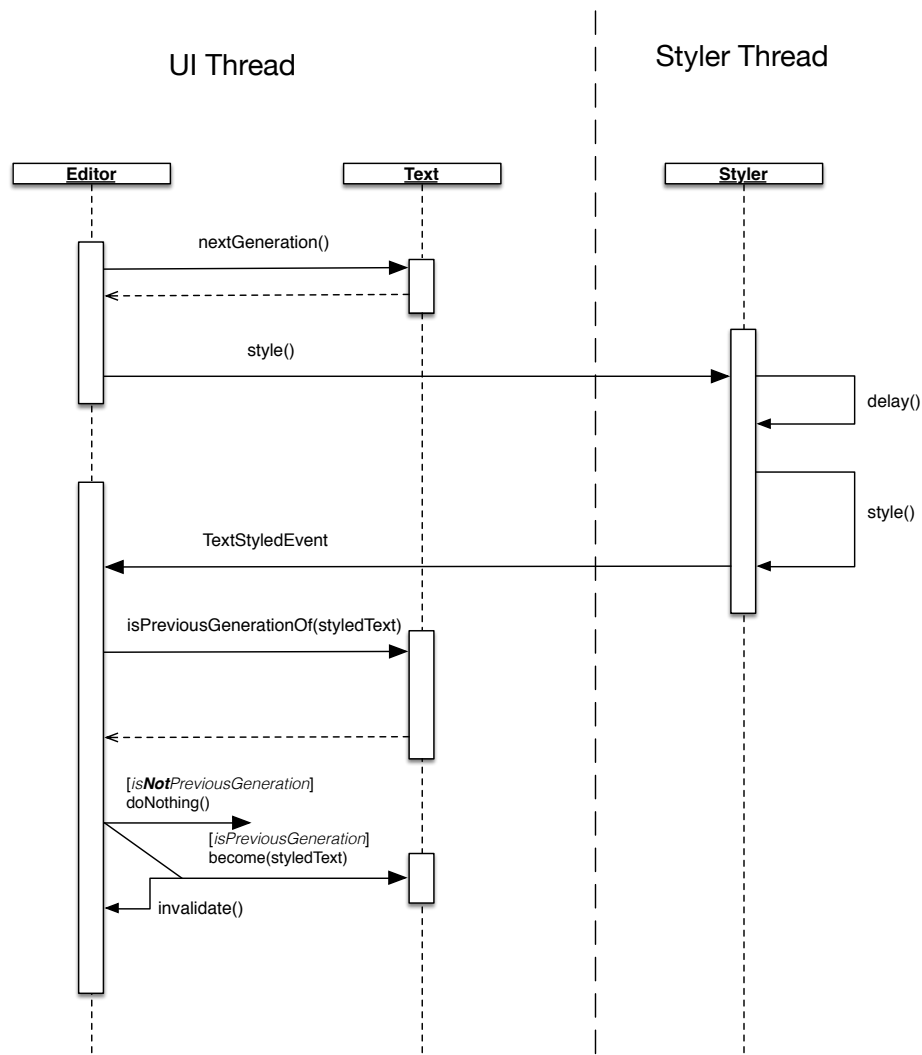 UI Thread
Styler Thread
Editor
Text
Styler
nextGeneration()
style()
delay()
style()
TextStyledEvent
isPreviousGenerationOf(styledText)
[isNotPreviousGeneration]
doNothing()
[isPreviousGeneration]
become(styledText)
invalidate()